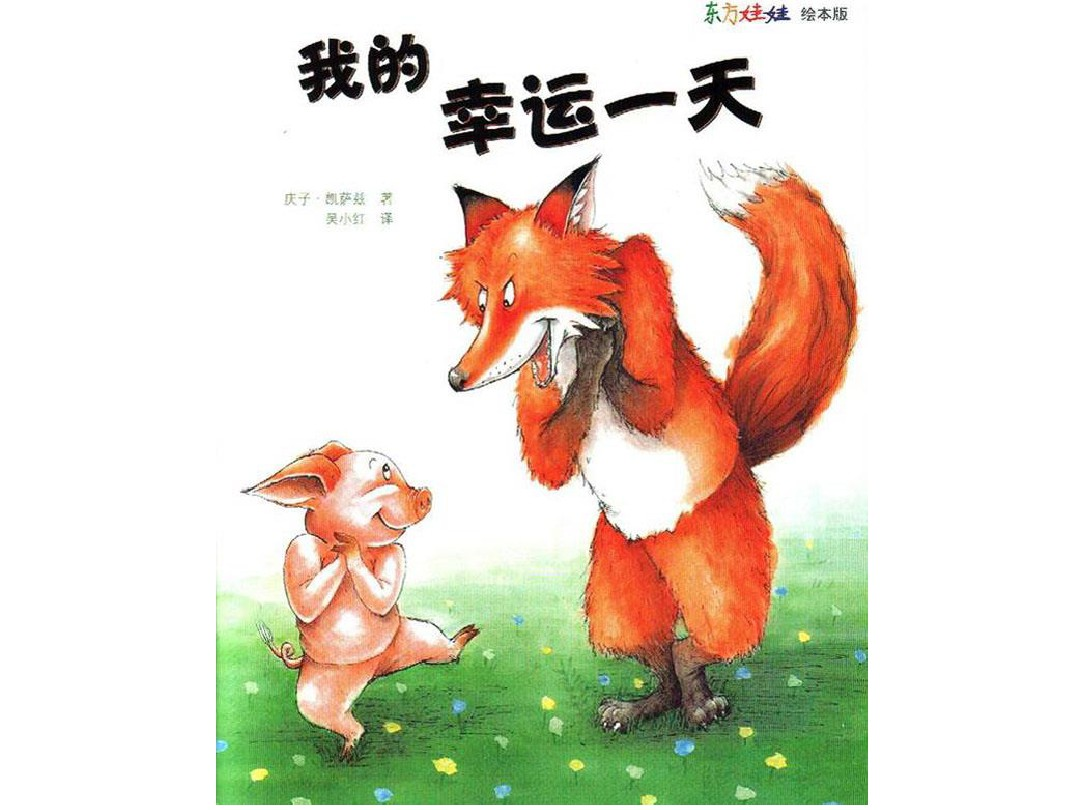 东方娃娃 绘本版
我的
幸运一天
庆子·凯萨兹 著
吴小红 译